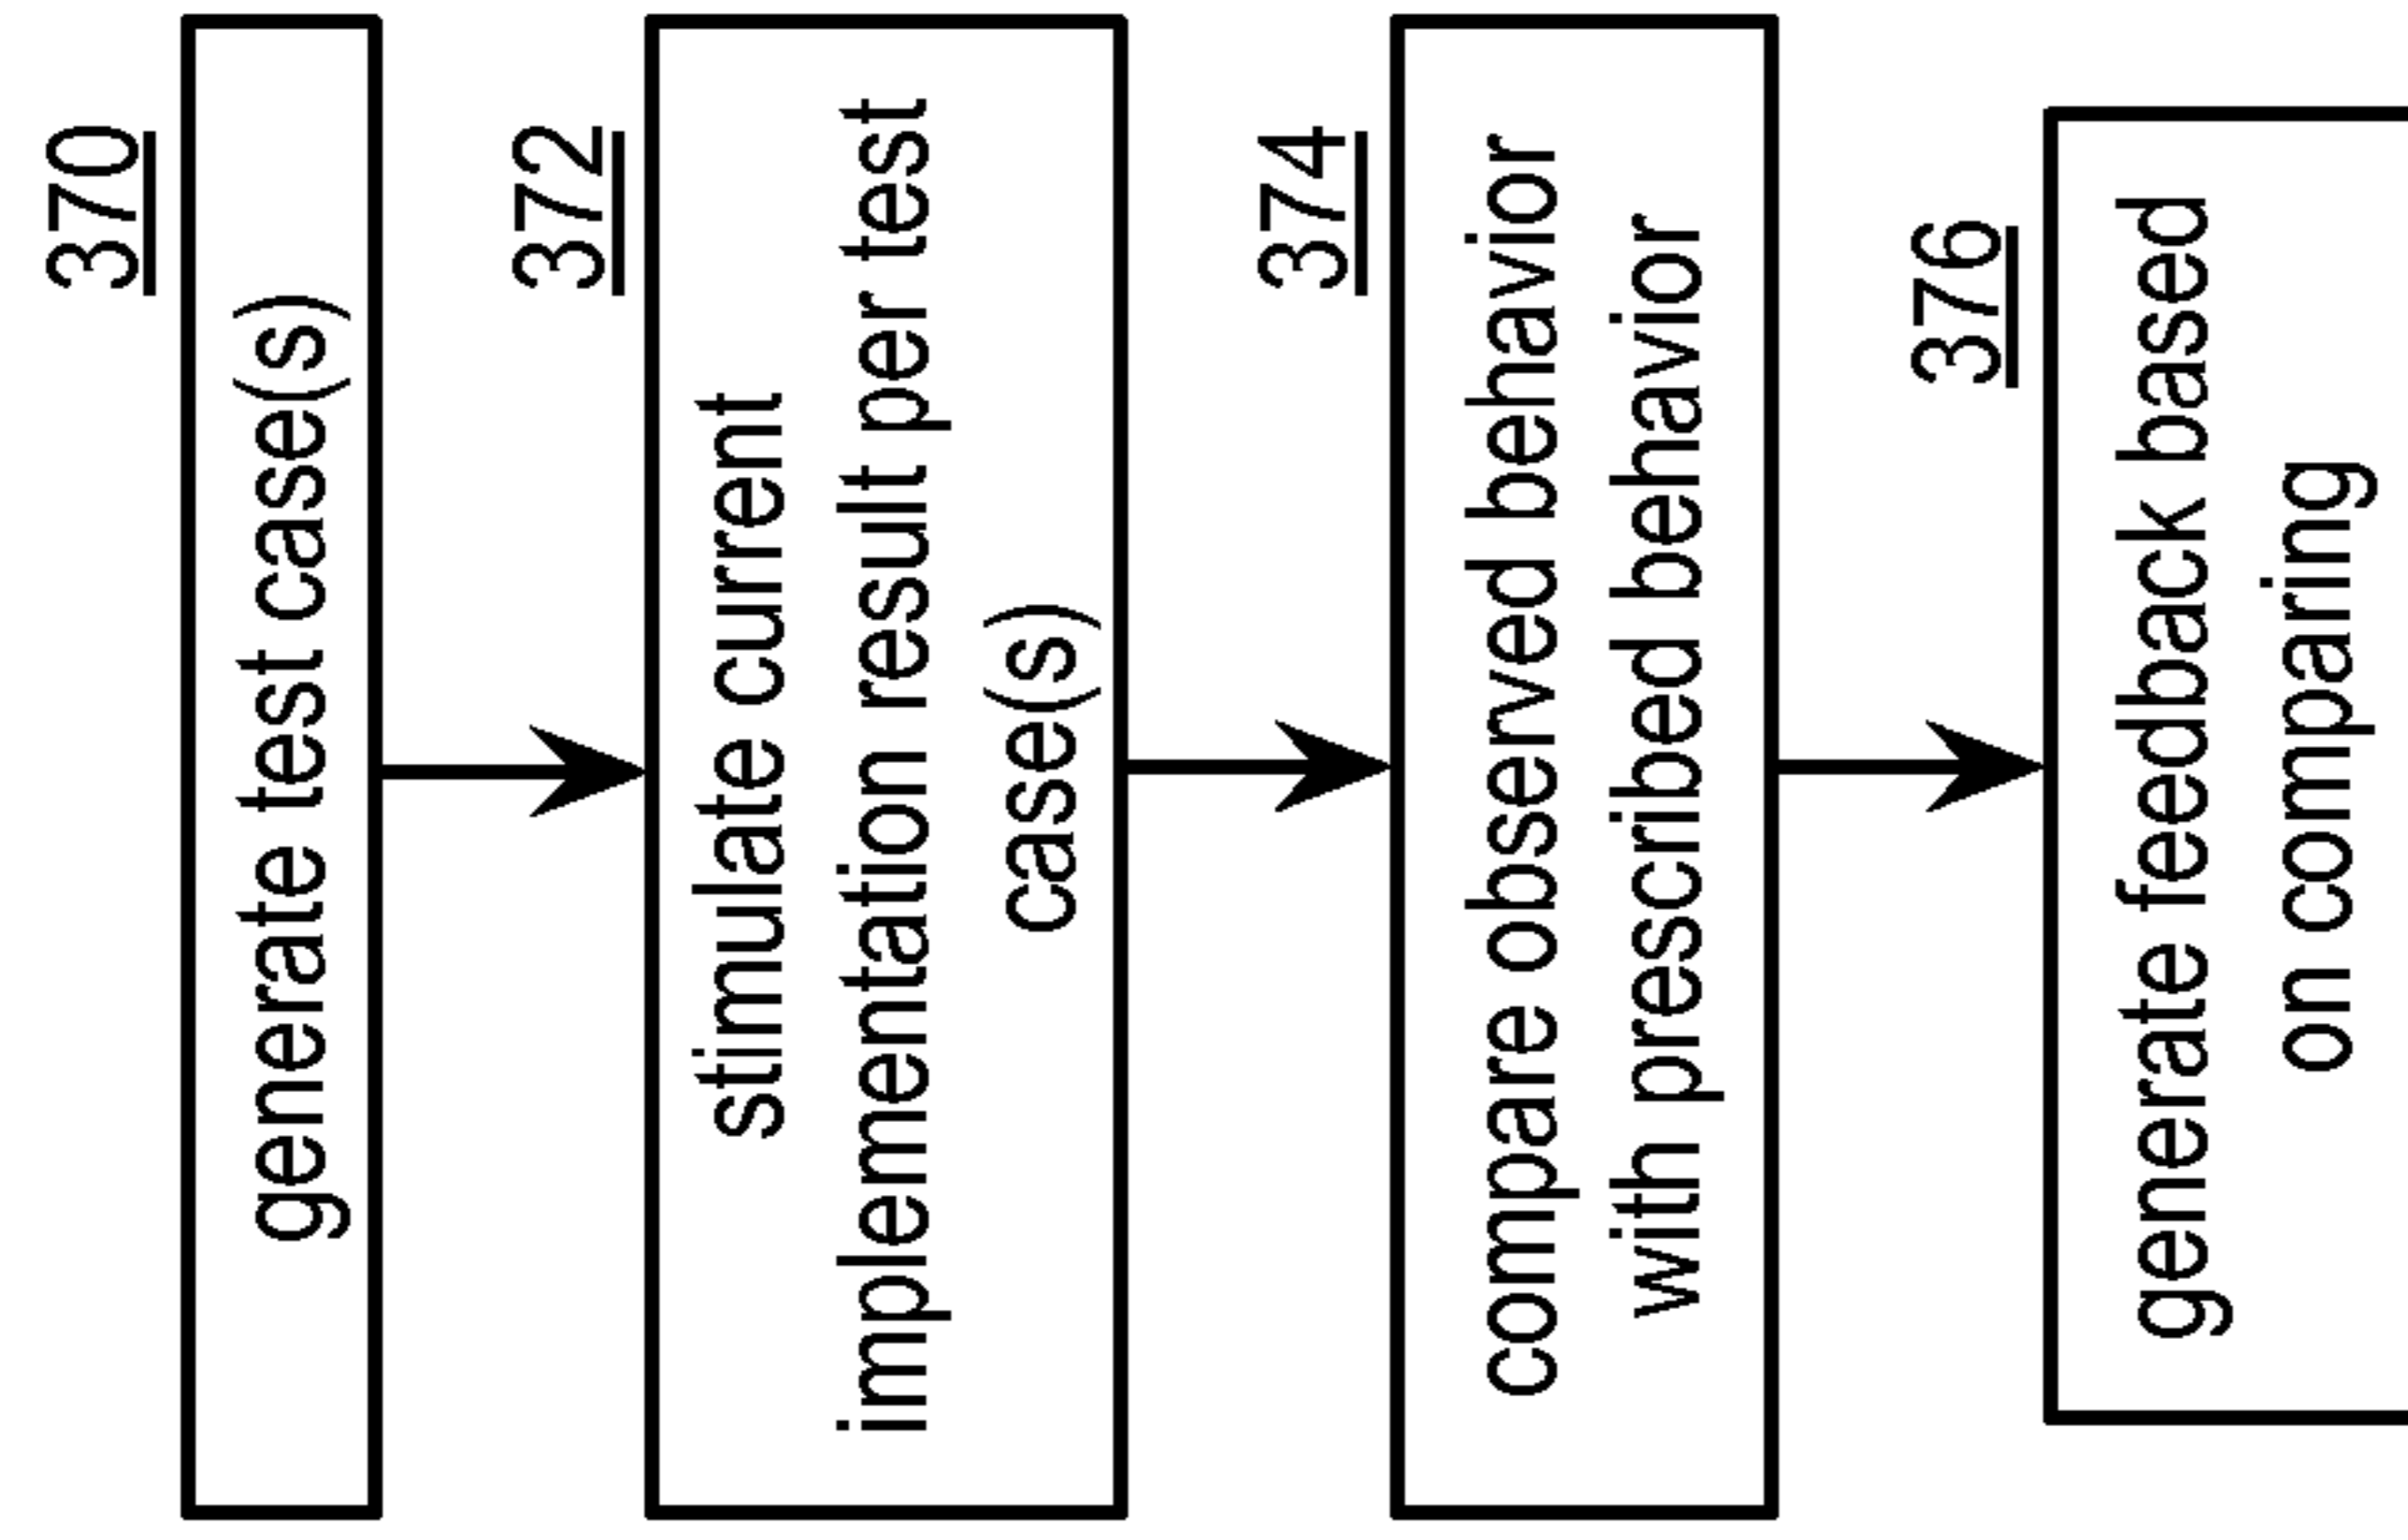 370
generate test case(s)
372
stimulate current
implementation result per test
case(s)
374
compare observed behavior
with prescribed behavior
376
generate feedback based
on comparing